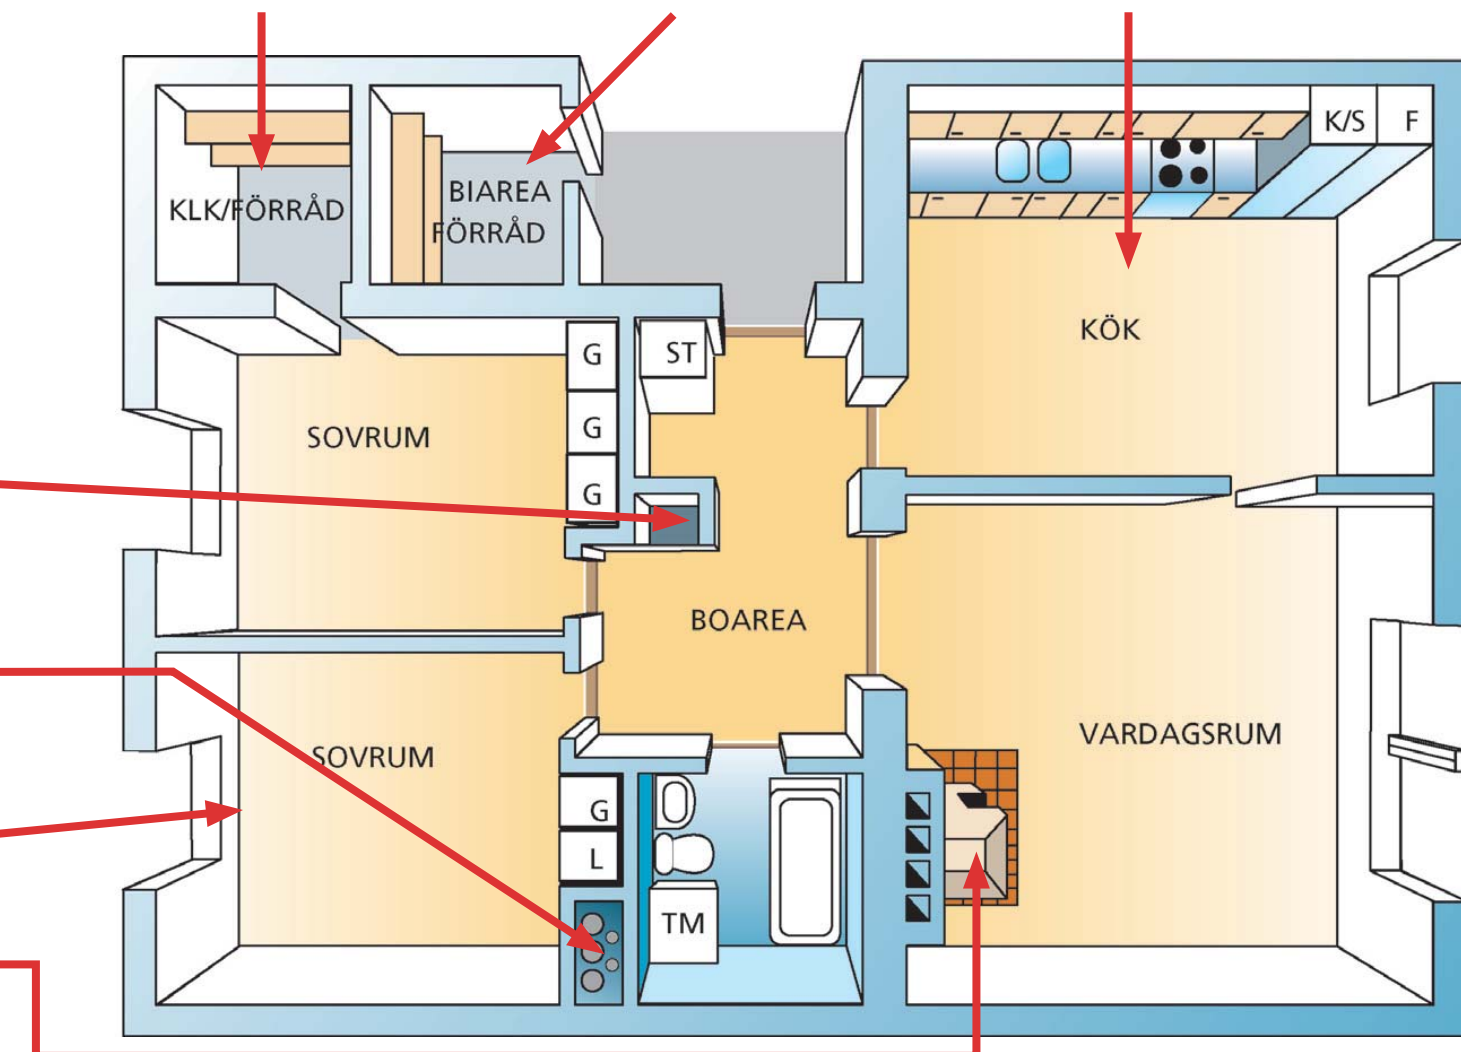 K/S
F
KLK/FÖRRÅD
BIAREA
FÖRRÅD
KÖK
G
ST
G
SOVRUM
G
BOAREA
SOVRUM
VARDAGSRUM
G
L
TM